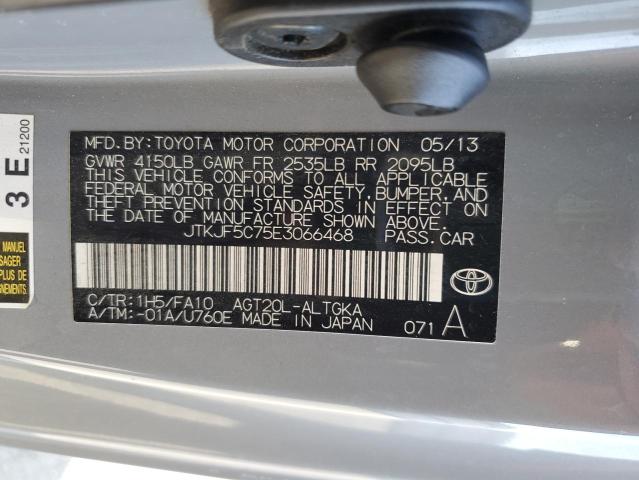 3 E 21200
MANUEL
SAGER
MFD.BY:TOYOTA MOTOR CORPORATION 05/13
GVWR 4150LB GAWR FR 2535LB RR 2095LB
THIS VEHICLE CONFORMS TO ALL APPLICABLE
FEDERAL MOTOR VEHICLE SAFETY,BUMPER,AND
THEFT PREVENTION STANDARDS IN EFFECT ON
THE DATE OF MANUFACTURE SHOWN ABOVE.
JTKJF5C75E3066468 PASS.CAR
C/TR:1H5/FA10 AGT20L-ALTGKA
A/TM:-01A/U760E MADE IN JAPAN 071 A